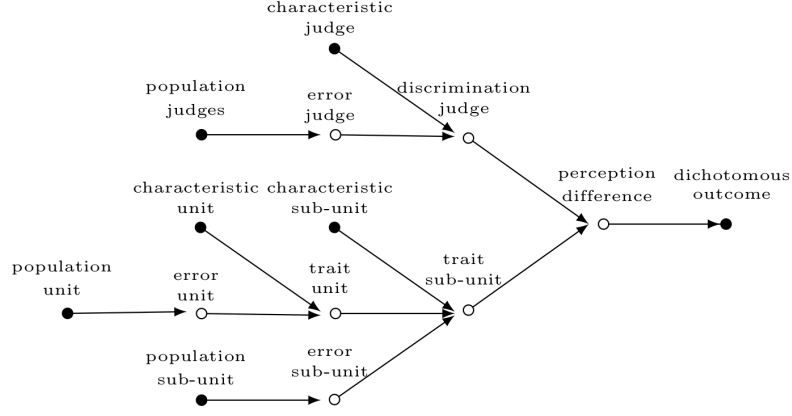 characteristic
judge
population
judges
error
judge
discrimination
judge
perception
difference
dichotomous
outcome
characteristic
unit
characteristic
sub-unit
population
unit
error
unit
trait
unit
trait
sub-unit
population
sub-unit
error
sub-unit